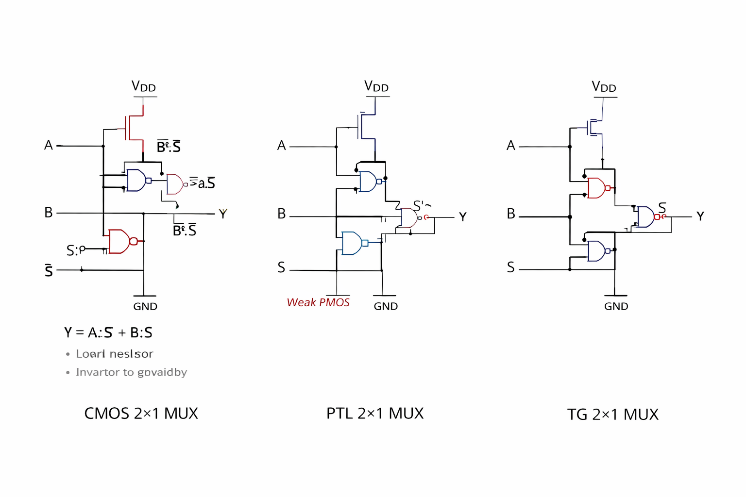 VDD
VDD
VDD
A
A
A
B
B
B
Y
Y
Y
S̅
S
S
S
GND
GND
GND
Weak PMOS
Y = A:S̅ + B:S
CMOS 2×1 MUX
PTL 2×1 MUX
TG 2×1 MUX